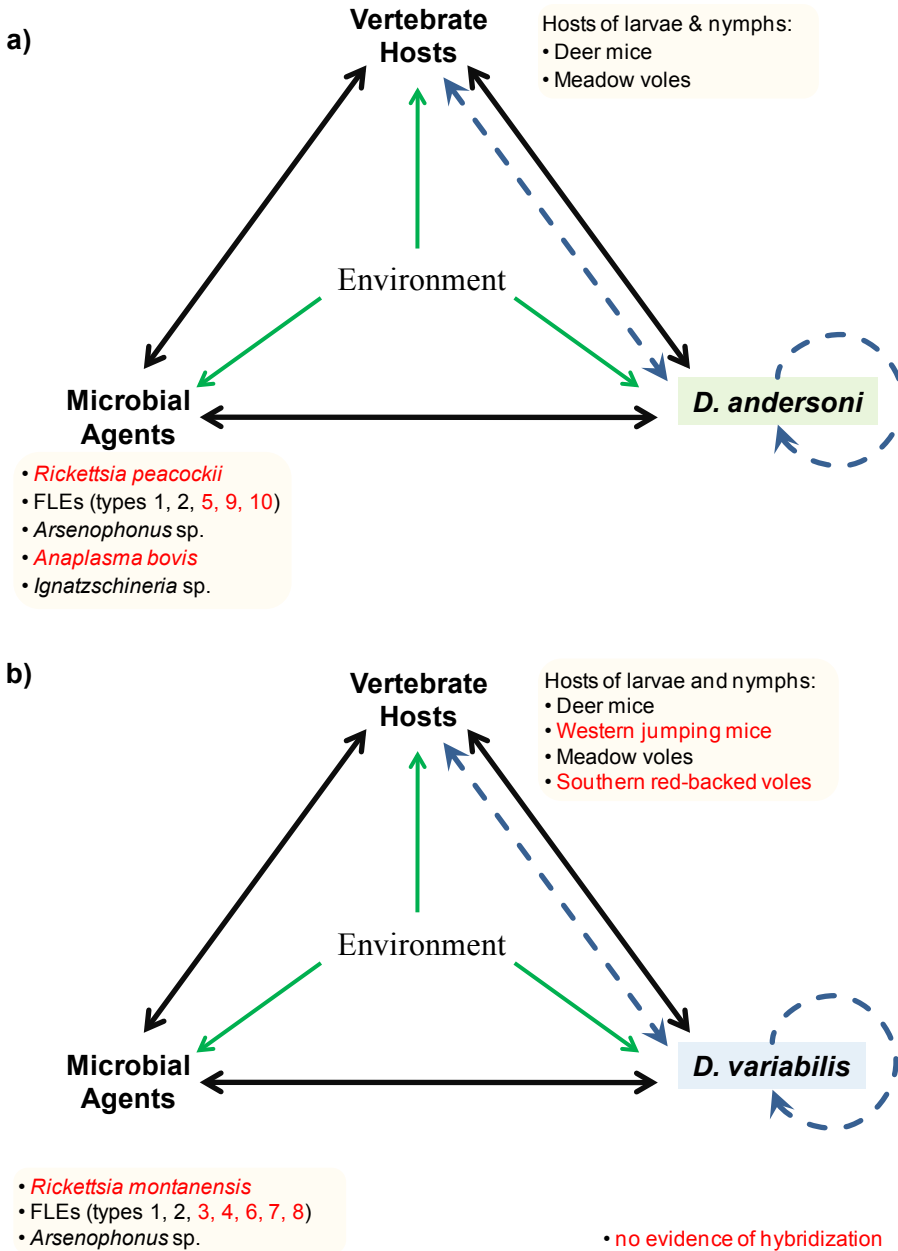 a)
Vertebrate
Hosts
Hosts of larvae & nymphs:
• Deer mice
• Meadow voles
Environment
Microbial
Agents
D. andersoni
• Rickettsia peacockii
• FLEs (types 1, 2, 5, 9, 10)
• Arsenophonus sp.
• Anaplasma bovis
• Ignatzschineria sp.
b)
Vertebrate
Hosts
Hosts of larvae and nymphs:
• Deer mice
• Western jumping mice
• Meadow voles
• Southern red-backed voles
Environment
Microbial
Agents
D. variabilis
• Rickettsia montanensis
• FLEs (types 1, 2, 3, 4, 6, 7, 8)
• Arsenophonus sp.
• no evidence of hybridization